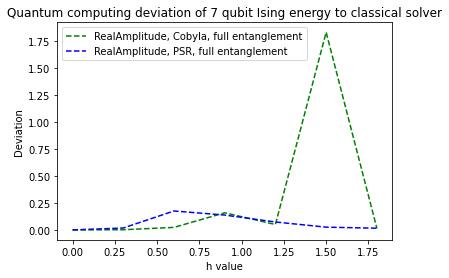 Quantum computing deviation of 7 qubit Ising energy to classical solver
RealAmplitude, Cobyla, full entanglement
RealAmplitude, PSR, full entanglement
1.75
1.50
1.25
1.00
0.75
0.50
0.25
0.00
Deviation
0.00 0.25 0.50 0.75 1.00 1.25 1.50 1.75
h value